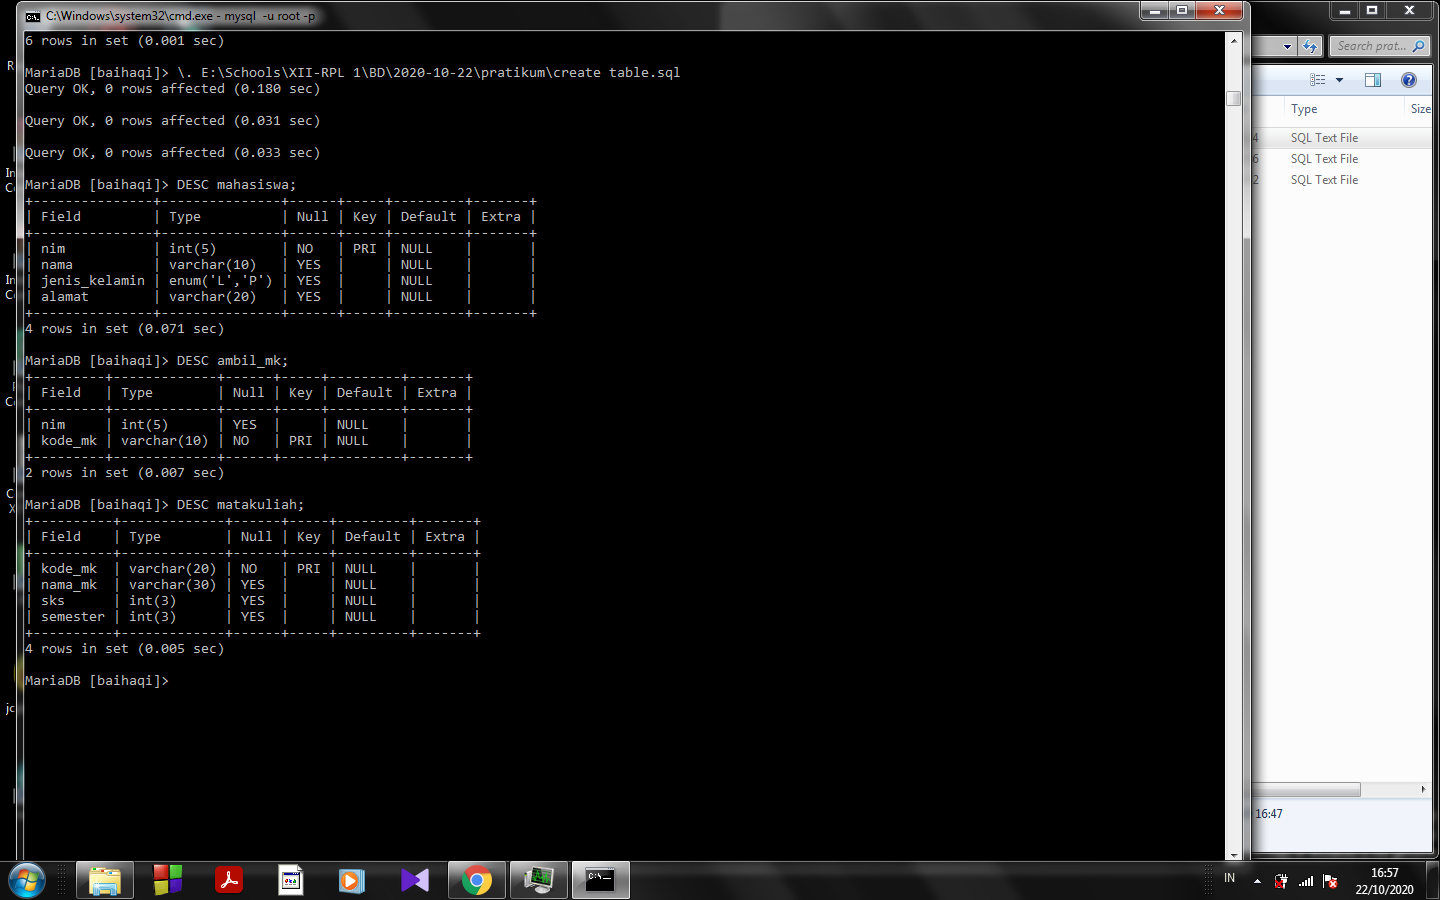 C:\Windows\system32\cmd.exe - mysql  -u root -p
6 rows in set (0.001 sec)
MariaDB [baihaqi]> \. E:\Schools\XII-RPL 1\BD\2020-10-22\pratikum\create table.sql
Query OK, 0 rows affected (0.180 sec)
Query OK, 0 rows affected (0.031 sec)
Query OK, 0 rows affected (0.033 sec)
MariaDB [baihaqi]> DESC mahasiswa;
+---------------+---------------+------+-----+---------+-------+
| Field         | Type          | Null | Key | Default | Extra |
+---------------+---------------+------+-----+---------+-------+
| nim           | int(5)        | NO   | PRI | NULL    |       |
| nama          | varchar(10)   | YES  |     | NULL    |       |
| jenis_kelamin | enum('L','P') | YES  |     | NULL    |       |
| alamat        | varchar(20)   | YES  |     | NULL    |       |
+---------------+---------------+------+-----+---------+-------+
4 rows in set (0.071 sec)
MariaDB [baihaqi]> DESC ambil_mk;
+---------+-------------+------+-----+---------+-------+
| Field   | Type        | Null | Key | Default | Extra |
+---------+-------------+------+-----+---------+-------+
| nim     | int(5)      | YES  |     | NULL    |       |
| kode_mk | varchar(10) | NO   | PRI | NULL    |       |
+---------+-------------+------+-----+---------+-------+
2 rows in set (0.007 sec)
MariaDB [baihaqi]> DESC matakuliah;
+----------+-------------+------+-----+---------+-------+
| Field    | Type        | Null | Key | Default | Extra |
+----------+-------------+------+-----+---------+-------+
| kode_mk  | varchar(20) | NO   | PRI | NULL    |       |
| nama_mk  | varchar(30) | YES  |     | NULL    |       |
| sks      | int(3)      | YES  |     | NULL    |       |
| semester | int(3)      | YES  |     | NULL    |       |
+----------+-------------+------+-----+---------+-------+
4 rows in set (0.005 sec)
MariaDB [baihaqi]>
Search prat...
Type Size
4 SQL Text File
6 SQL Text File
2 SQL Text File
16:47
IN
16:57
22/10/2020